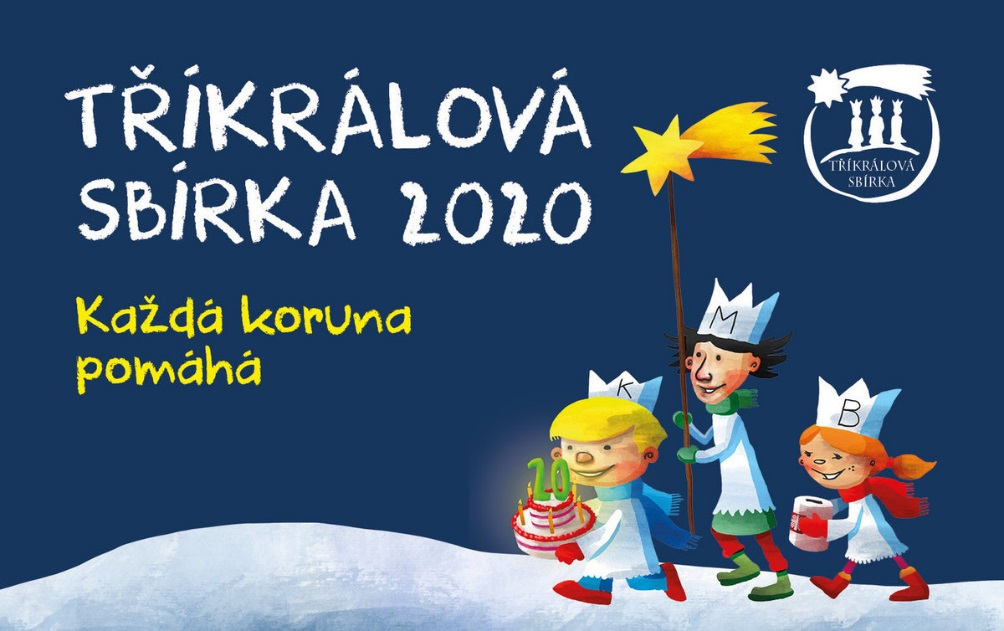 TŘÍKRÁLOVÁ
SBÍRKA 2020
Každá koruna
pomáhá
TŘÍKRÁLOVÁ
SBÍRKA
M
K
B
20